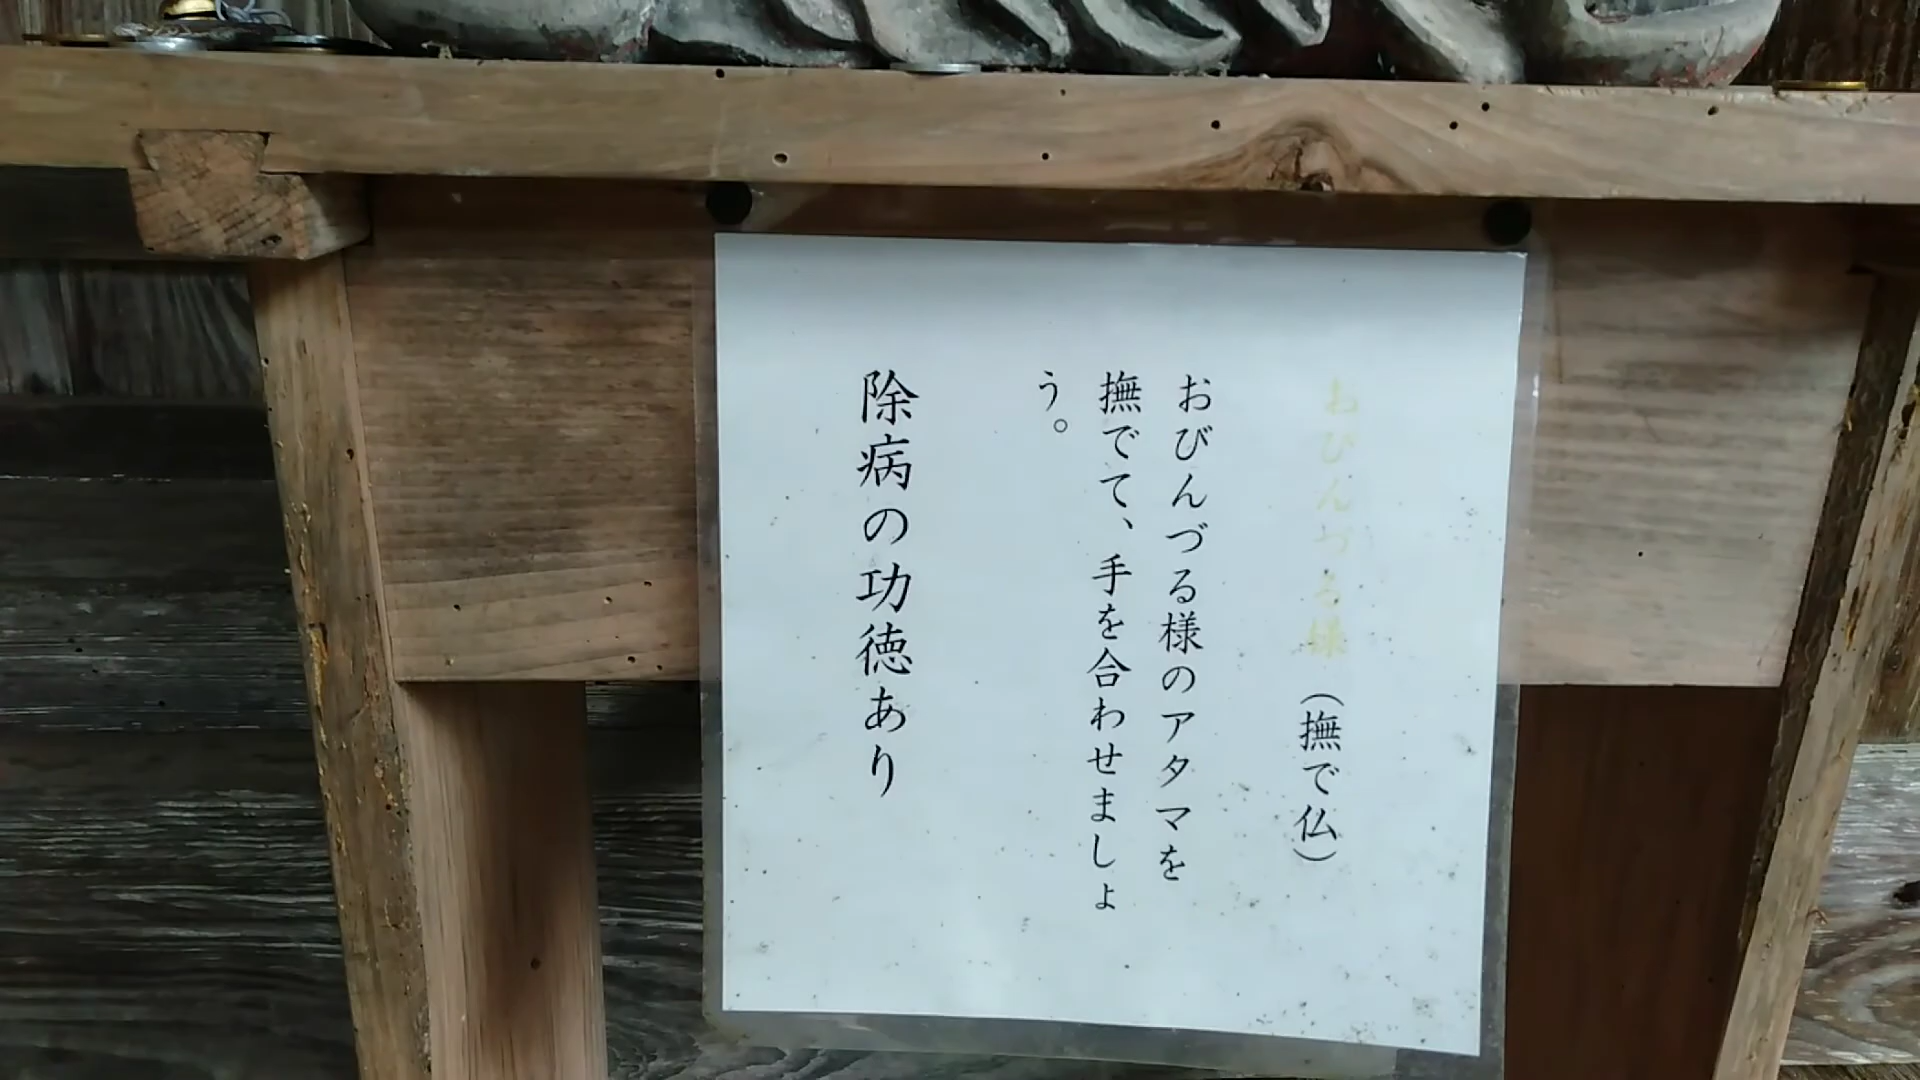 おびんづる様（撫で仏）
おびんづる様のアタマを
撫でて、手を合わせましょ
う。
除病の功徳あり